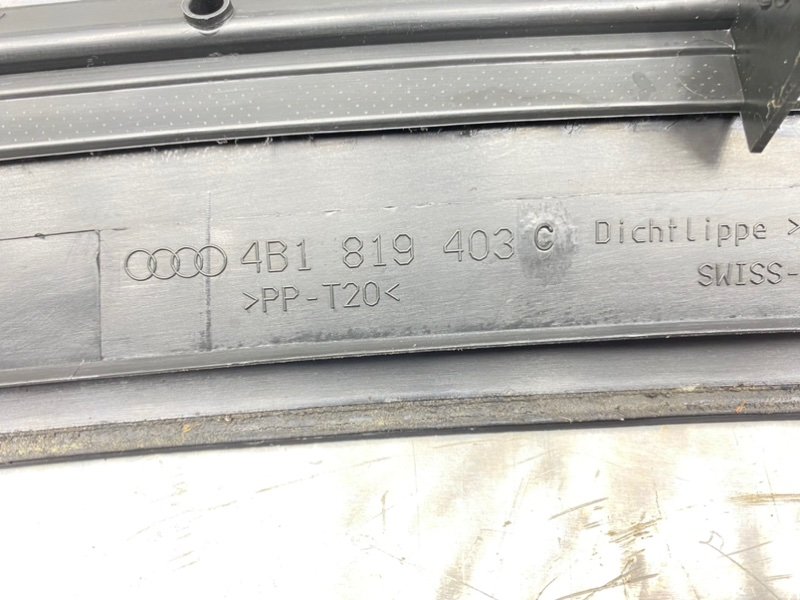 4B1 819 403 C Dichtlippe >
>PP-T20< SWISS-